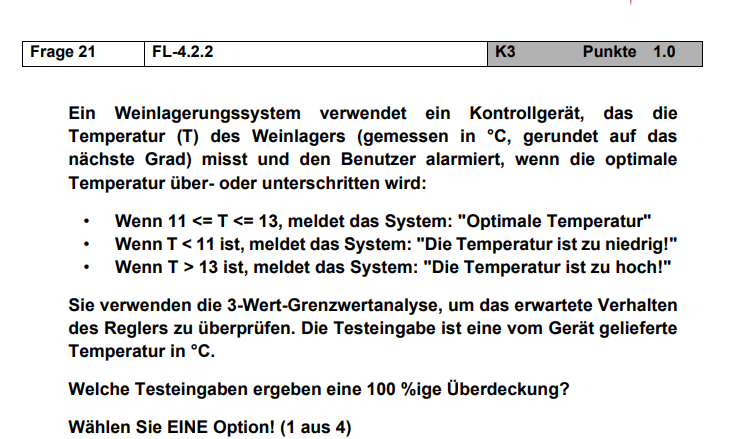 Frage 21 FL-4.2.2 K3 Punkte 1.0
Ein Weinlagerungssystem verwendet ein Kontrollgerät, das die
Temperatur (T) des Weinlagers (gemessen in °C, gerundet auf das
nächste Grad) misst und den Benutzer alarmiert, wenn die optimale
Temperatur über- oder unterschritten wird:
• Wenn 11 <= T <= 13, meldet das System: "Optimale Temperatur"
• Wenn T < 11 ist, meldet das System: "Die Temperatur ist zu niedrig!"
• Wenn T > 13 ist, meldet das System: "Die Temperatur ist zu hoch!"
Sie verwenden die 3-Wert-Grenzwertanalyse, um das erwartete Verhalten
des Reglers zu überprüfen. Die Testeingabe ist eine vom Gerät gelieferte
Temperatur in °C.
Welche Testeingaben ergeben eine 100 %ige Überdeckung?
Wählen Sie EINE Option! (1 aus 4)